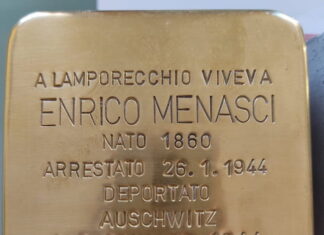 A LAMPORECCHIO VIVEVA
ENRICO MENASCI
NATO 1860
ARRESTATO 26.1.1944
DEPORTATO
AUSCHWITZ